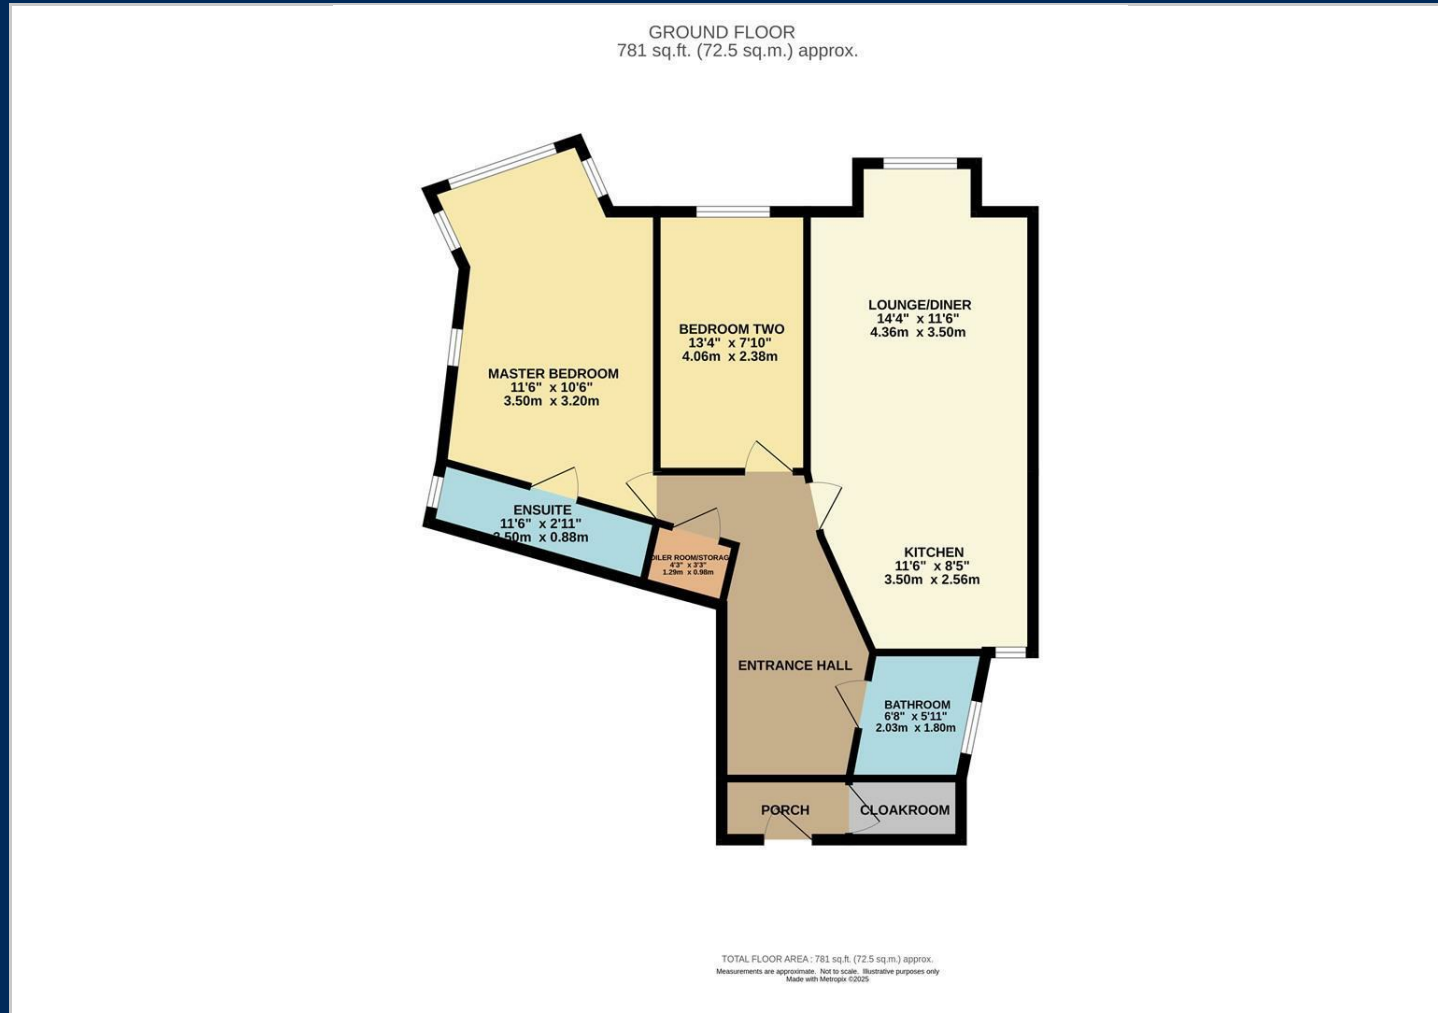 GROUND FLOOR
781 sq.ft. (72.5 sq.m.) approx.
LOUNGE/DINER
14'4" x 11'6"
4.36m x 3.50m
BEDROOM TWO
13'4" x 7'10"
4.06m x 2.38m
MASTER BEDROOM
11'6" x 10'6"
3.50m x 3.20m
ENSUITE
11'6" x 2'11"
3.50m x 0.88m
KITCHEN
11'6" x 8'5"
3.50m x 2.56m
OILER ROOM/STORAG
4'3" x 3'3"
1.29m x 0.98m
ENTRANCE HALL
BATHROOM
6'8" x 5'11"
2.03m x 1.80m
PORCH
CLOAKROOM
TOTAL FLOOR AREA : 781 sq.ft. (72.5 sq.m.) approx.
Measurements are approximate. Not to scale. Illustrative purposes only
Made with Metropix ©2025